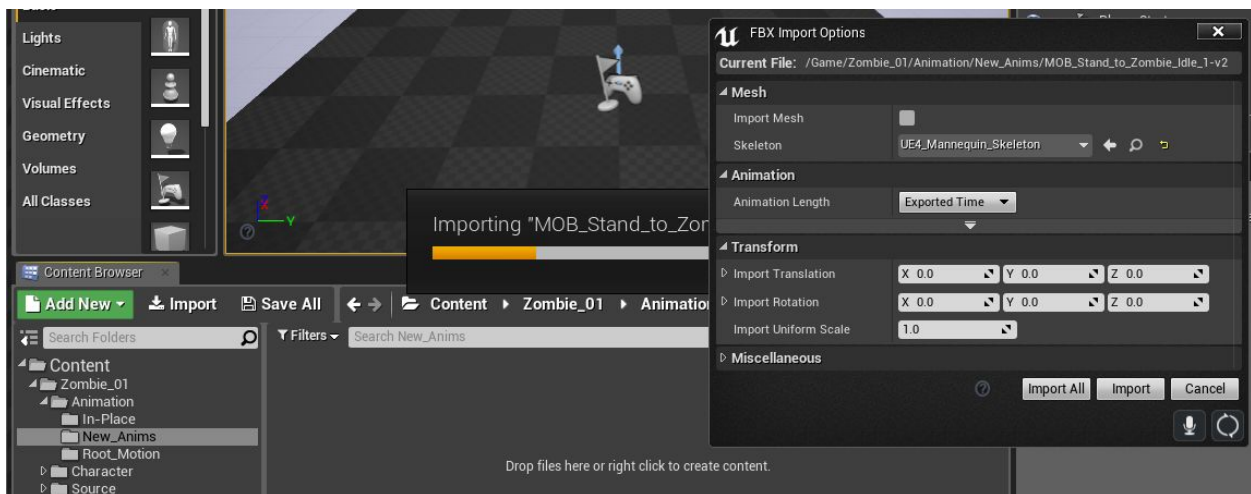 Lights
Cinematic
Visual Effects
Geometry
Volumes
All Classes
Z
Y
Importing "MOB_Stand_to_Zor
FBX Import Options
Current File: /Game/Zombie_01/Animation/New_Anims/MOB_Stand_to_Zombie_Idle_1-v2
Mesh
Import Mesh
Skeleton UE4_Mannequin_Skeleton
Animation
Animation Length Exported Time
Transform
Import Translation X 0.0 Y 0.0 Z 0.0
Import Rotation X 0.0 Y 0.0 Z 0.0
Import Uniform Scale 1.0
Miscellaneous
Import All Import Cancel
Content Browser
Add New Import Save All Content Zombie_01 Animatio
Search Folders Filters Search New_Anims
Content
Zombie_01
Animation
In-Place
New_Anims
Root_Motion
Character
Source
Drop files here or right click to create content.